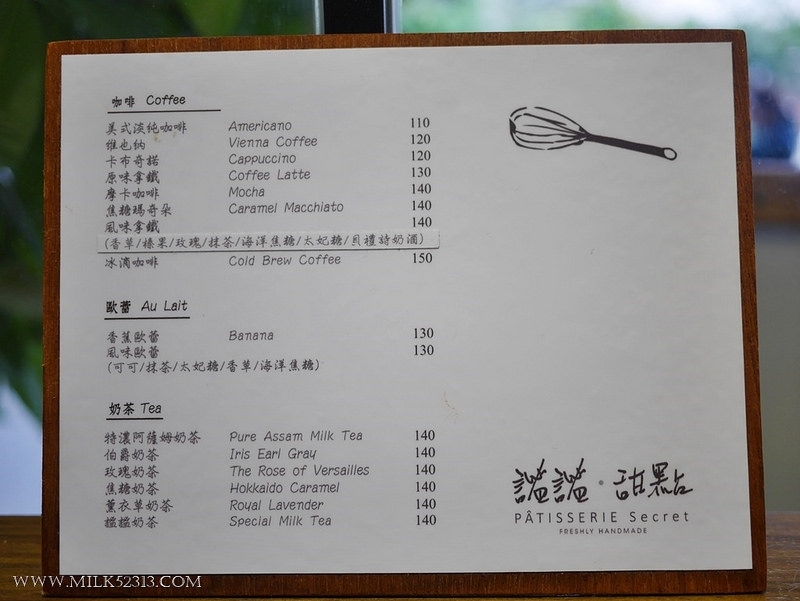 咖啡 Coffee
美式淡純咖啡 Americano 110
維也納 Vienna Coffee 120
卡布奇諾 Cappuccino 120
原味拿鐵 Coffee Latte 130
摩卡咖啡 Mocha 140
焦糖瑪奇朵 Caramel Macchiato 140
風味拿鐵 140
(香草/榛果/玫瑰/抹茶/海洋焦糖/太妃糖/貝禮詩奶酒)
冰滴咖啡 Cold Brew Coffee 150
歐蕾 Au Lait
香蕉歐蕾 Banana 130
風味歐蕾 130
(可可/抹茶/太妃糖/香草/海洋焦糖)
奶茶 Tea
特濃阿薩姆奶茶 Pure Assam Milk Tea 140
伯爵奶茶 Iris Earl Gray 140
玫瑰奶茶 The Rose of Versailles 140
焦糖奶茶 Hokkaido Caramel 140
薰衣草奶茶 Royal Lavender 140
奶茶 Special Milk Tea 140
甜點
PÂTISSERIE Secret
FRESHLY HANDMADE
WWW.MILK52313.COM